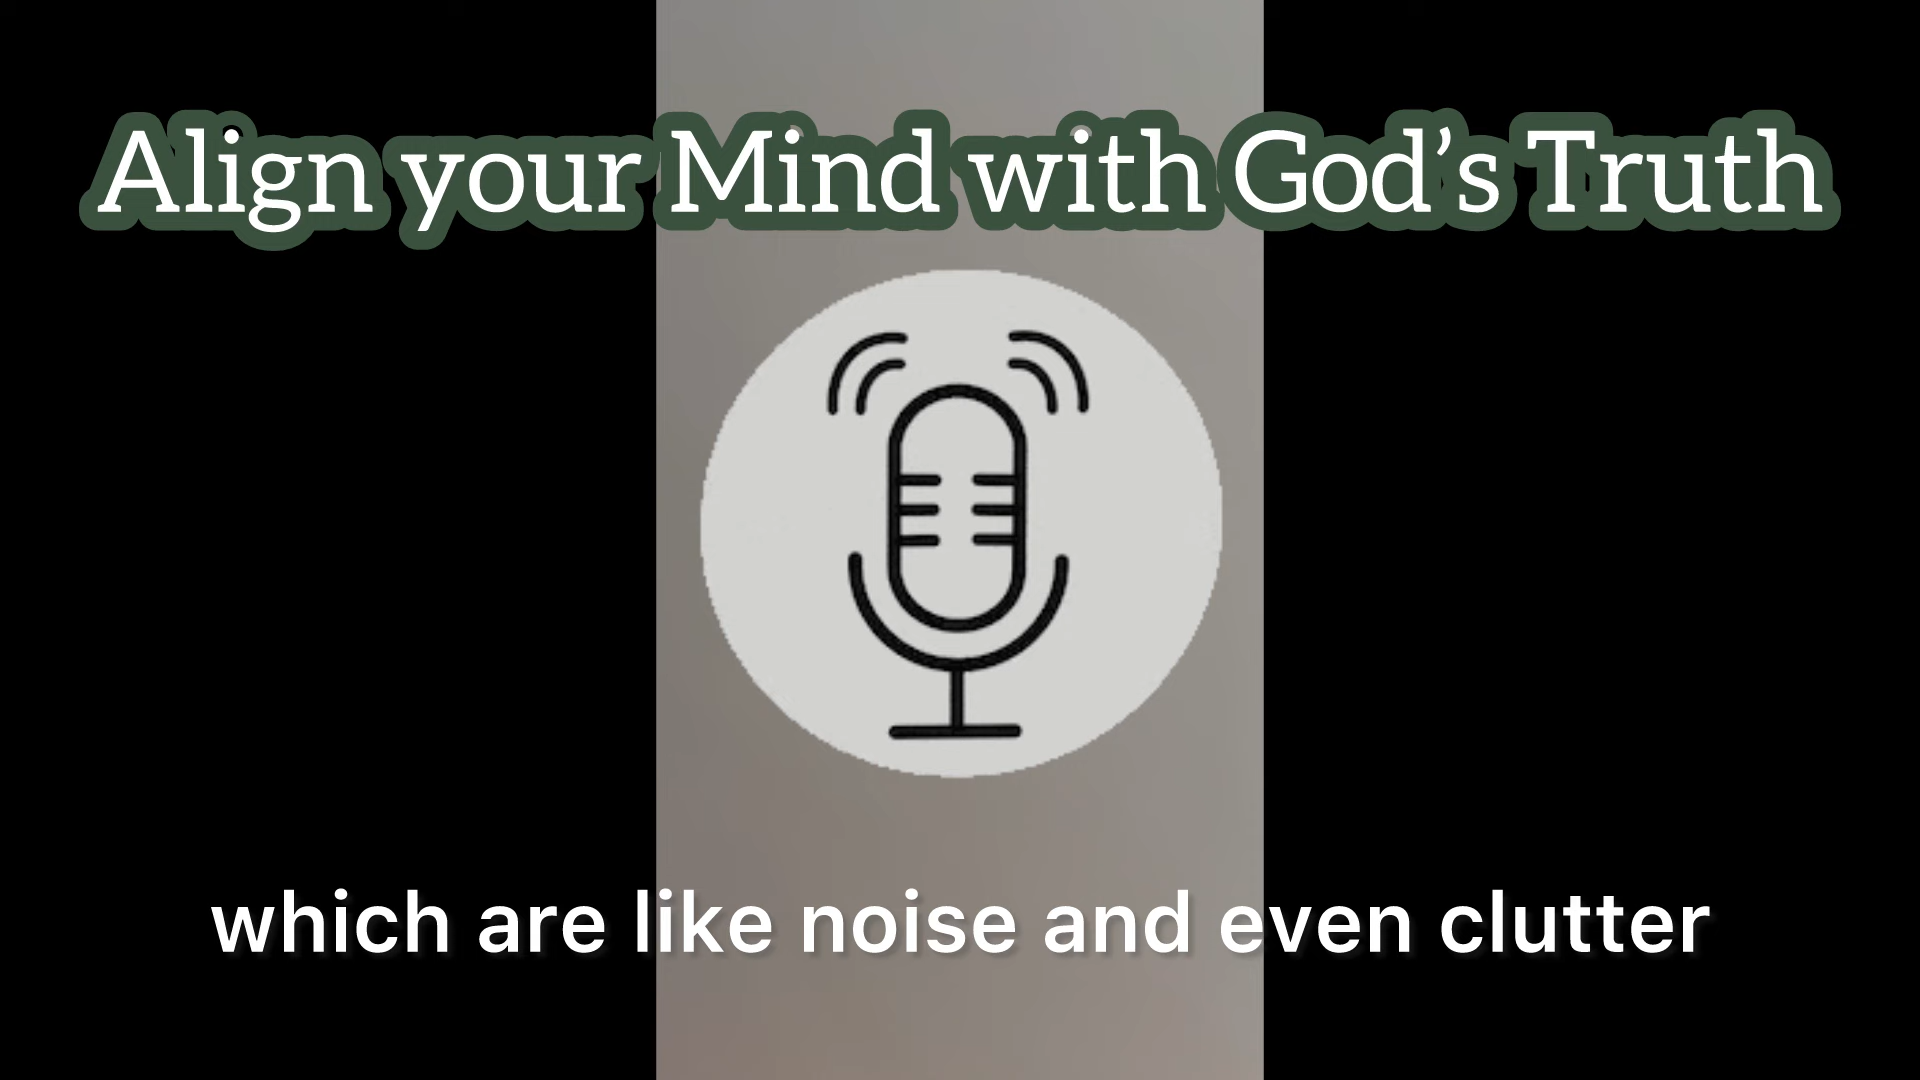 Align your Mind with God’s Truth
which are like noise and even clutter